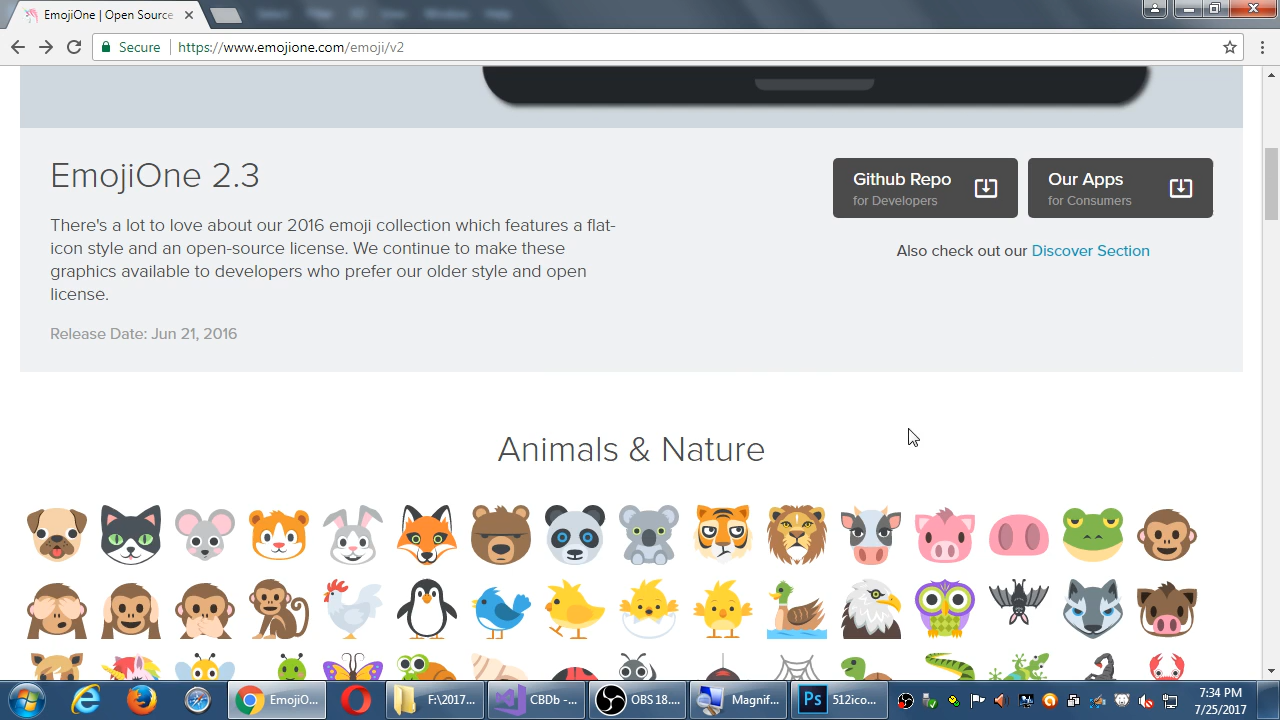 EmojiOne | Open Source
Secure
https://www.emojione.com/emoji/v2
EmojiOne 2.3
There's a lot to love about our 2016 emoji collection which features a flat-
icon style and an open-source license. We continue to make these
graphics available to developers who prefer our older style and open
license.
Release Date: Jun 21, 2016
Github Repo
for Developers
Our Apps
for Consumers
Also check out our Discover Section
Animals & Nature
EmojiO...
F:\2017...
CBDb -...
OBS 18....
Magnif...
Ps
512ico...
7:34 PM
7/25/2017